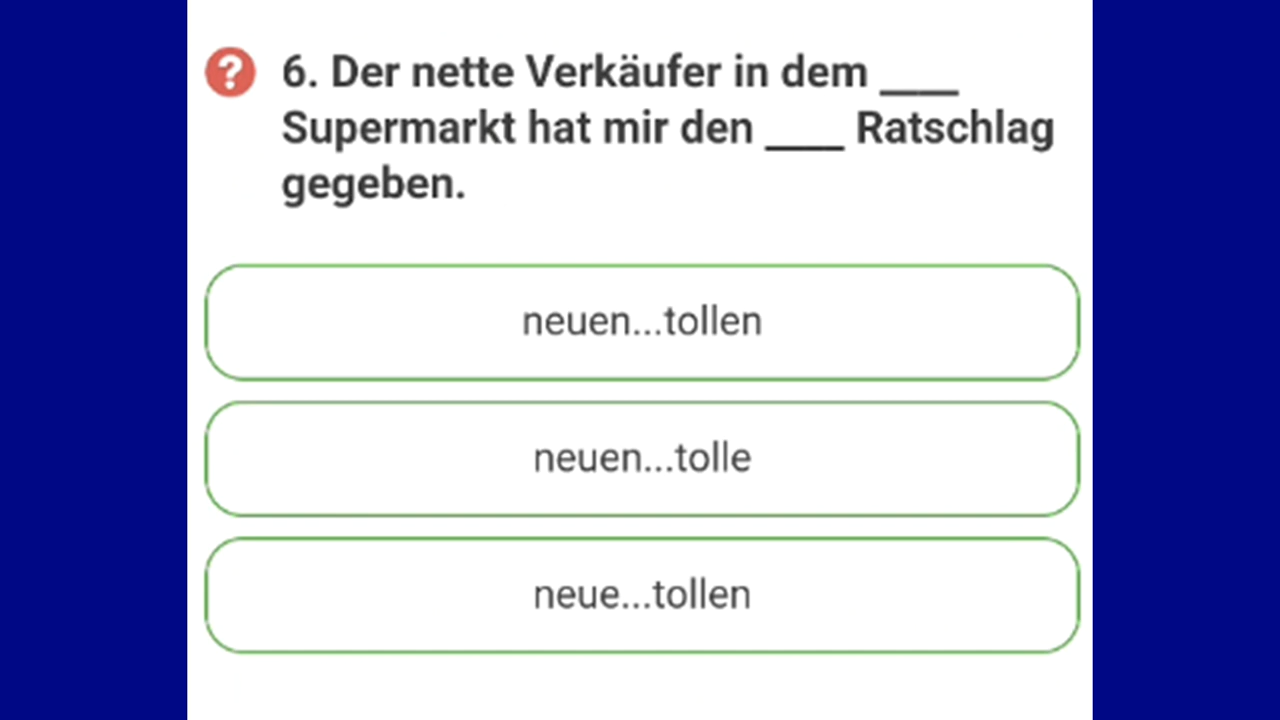 ?
6. Der nette Verkäufer in dem ____
Supermarkt hat mir den ____ Ratschlag
gegeben.
neuen...tollen
neuen...tolle
neue...tollen